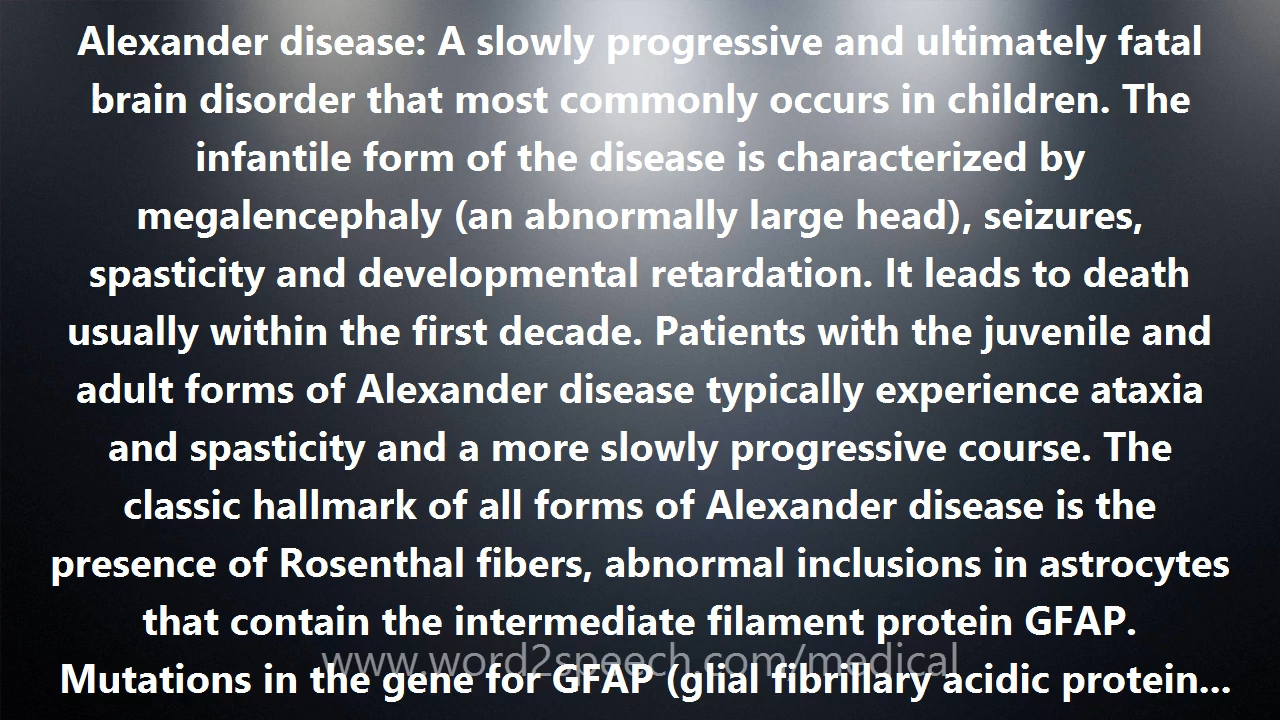 Alexander disease: A slowly progressive and ultimately fatal
brain disorder that most commonly occurs in children. The
infantile form of the disease is characterized by
megalencephaly (an abnormally large head), seizures,
spasticity and developmental retardation. It leads to death
usually within the first decade. Patients with the juvenile and
adult forms of Alexander disease typically experience ataxia
and spasticity and a more slowly progressive course. The
classic hallmark of all forms of Alexander disease is the
presence of Rosenthal fibers, abnormal inclusions in astrocytes
that contain the intermediate filament protein GFAP.
www.word2speech.com/medical
Mutations in the gene for GFAP (glial fibrillary acidic protein...